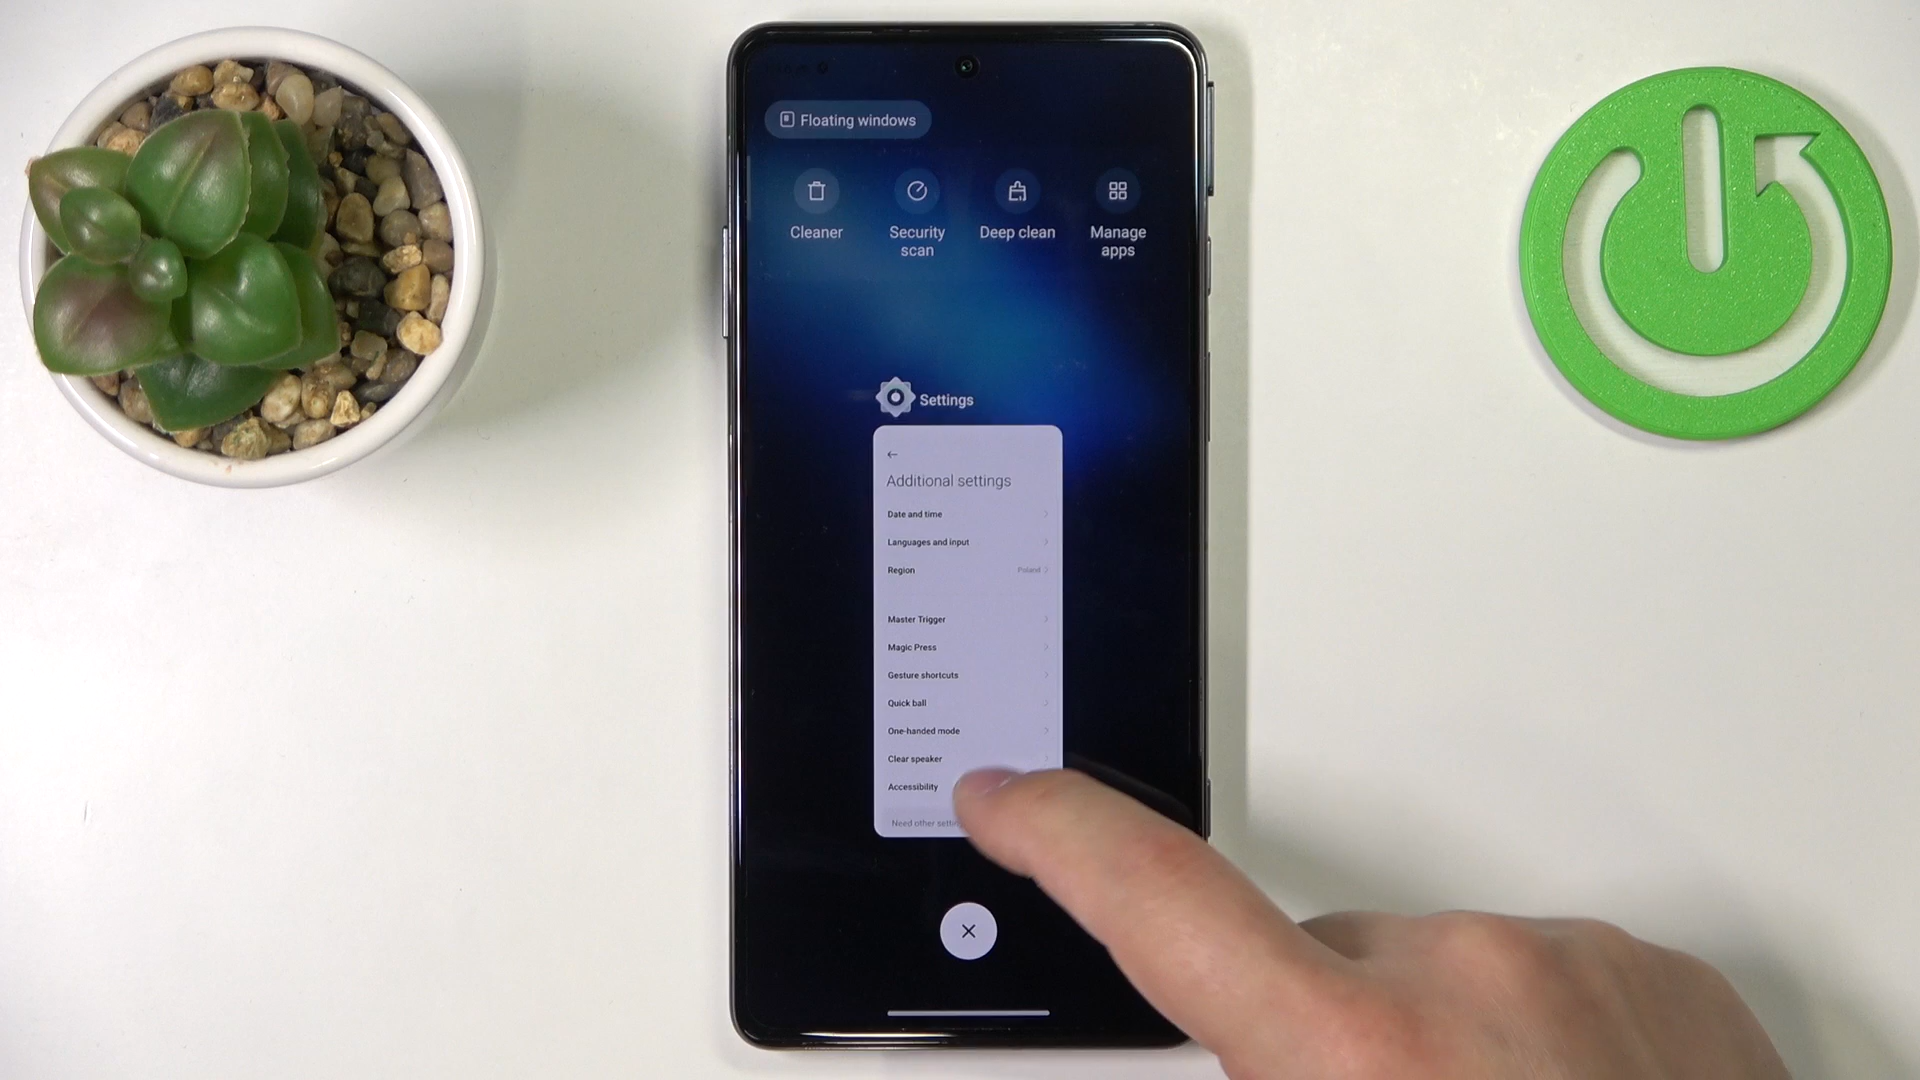 Floating windows
Cleaner
Security
scan
Deep clean
Manage
apps
Settings
Additional settings
Date and time
Languages and input
Region
Poland
Master Trigger
Magic Press
Gesture shortcuts
Quick ball
One-handed mode
Clear speaker
Accessibility
Need other